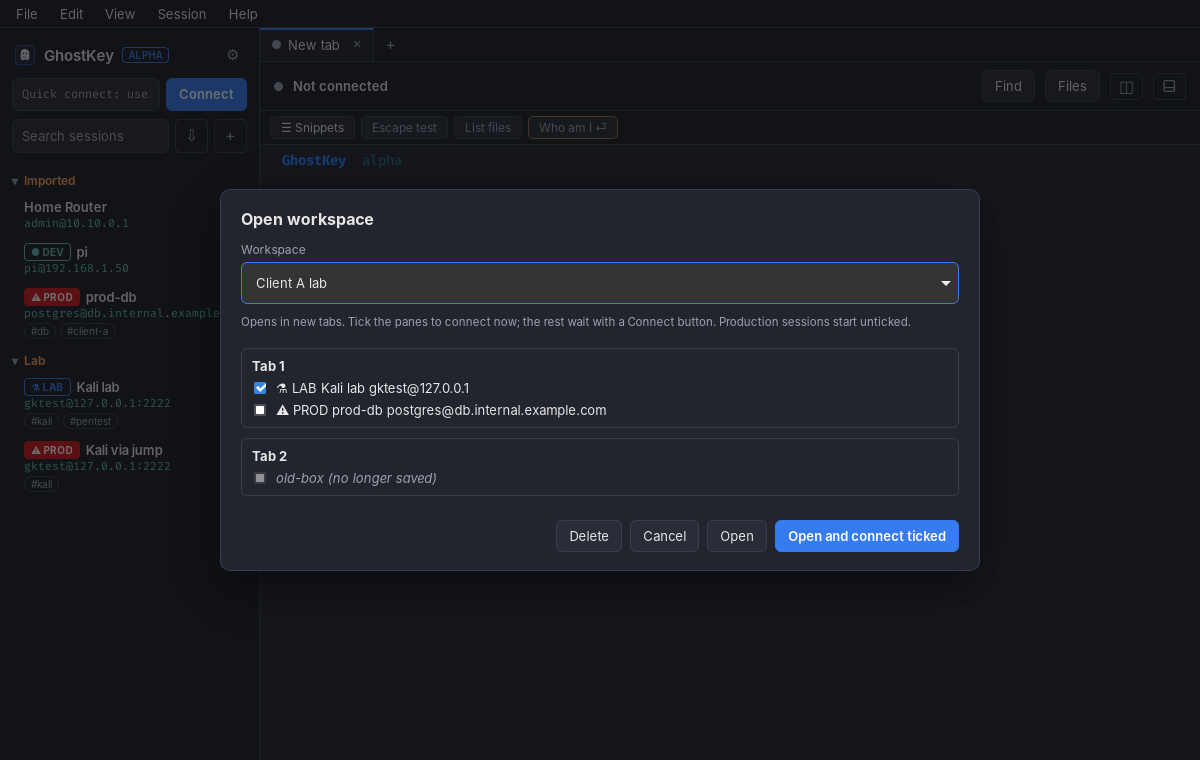 File Edit View Session Help
GhostKey ALPHA
New tab × +
Quick connect: use
Connect
Not connected
Find Files
Search sessions
+
☰ Snippets Escape test List files Who am I ⏎
GhostKey alpha
Imported
Home Router
admin@10.10.0.1
DEV pi
pi@192.168.1.50
PROD prod-db
postgres@db.internal.example
#db #client-a
Lab
LAB Kali lab
gktest@127.0.0.1:2222
#kali #pentest
PROD Kali via jump
gktest@127.0.0.1:2222
#kali
Open workspace
Workspace
Client A lab
Opens in new tabs. Tick the panes to connect now; the rest wait with a Connect button. Production sessions start unticked.
Tab 1
LAB Kali lab gktest@127.0.0.1
PROD prod-db postgres@db.internal.example.com
Tab 2
old-box (no longer saved)
Delete Cancel Open Open and connect ticked